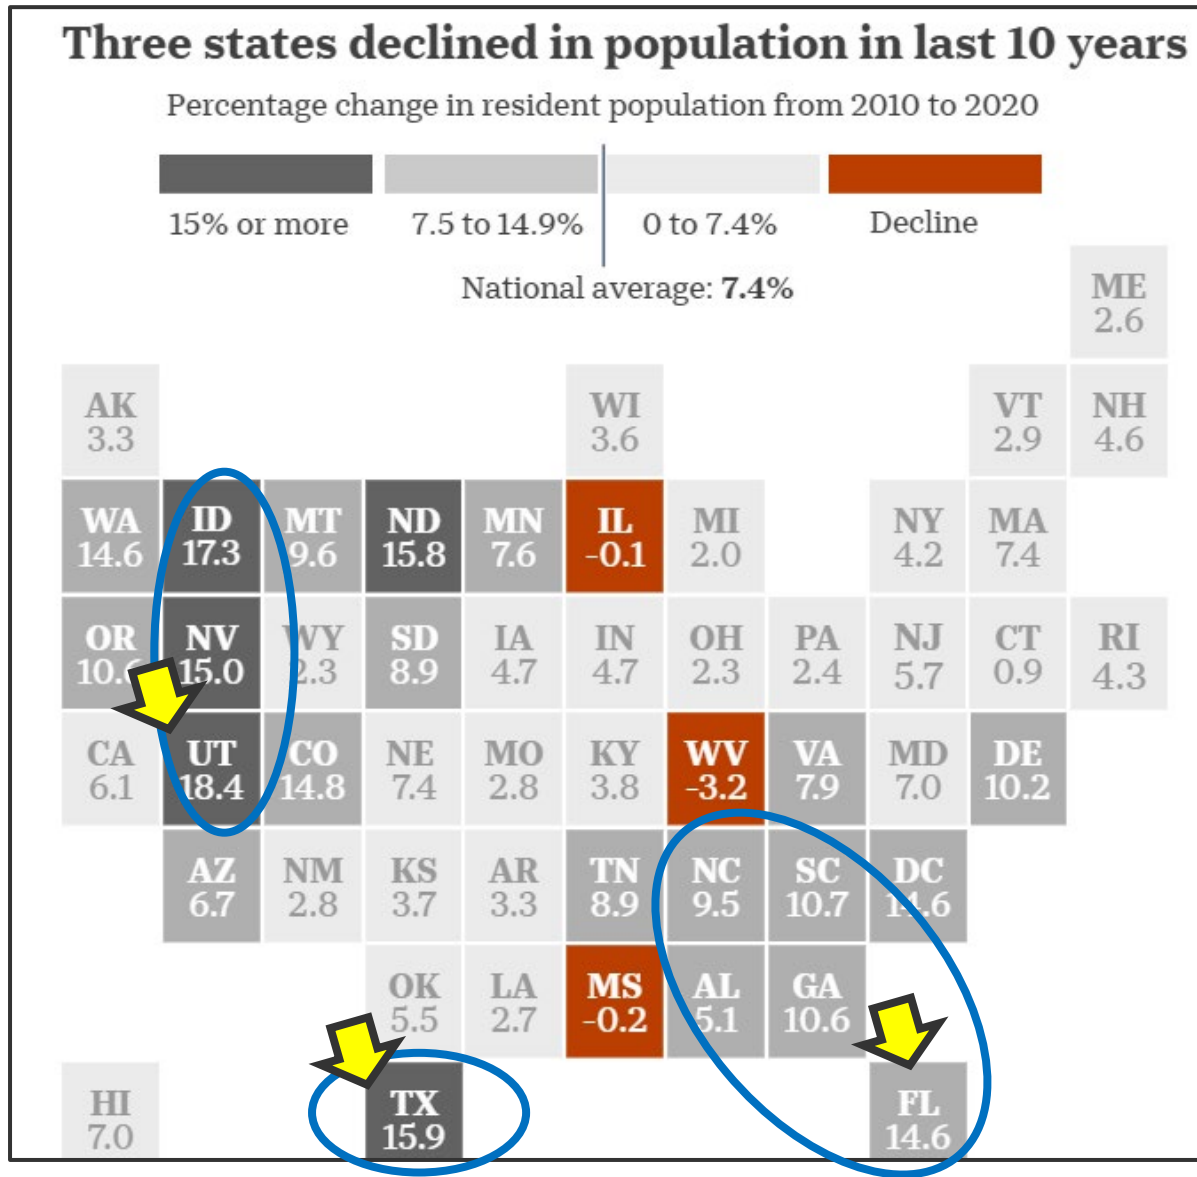 Three states declined in population in last 10 years
Percentage change in resident population from 2010 to 2020
15% or more 7.5 to 14.9% 0 to 7.4% Decline
National average: 7.4%
ME
2.6
AK WI VT NH
3.3 3.6 2.9 4.6
WA ID MT ND MN IL MI NY MA
14.6 17.3 9.6 15.8 7.6 -0.1 2.0 4.2 7.4
OR NV WY SD IA IN OH PA NJ CT RI
10.6 15.0 2.3 8.9 4.7 4.7 2.3 2.4 5.7 0.9 4.3
CA UT CO NE MO KY WV VA MD DE
6.1 18.4 14.8 7.4 2.8 3.8 -3.2 7.9 7.0 10.2
AZ NM KS AR TN NC SC DC
6.7 2.8 3.7 3.3 8.9 9.5 10.7 14.6
OK LA MS AL GA
5.5 2.7 -0.2 5.1 10.6
HI TX FL
7.0 15.9 14.6